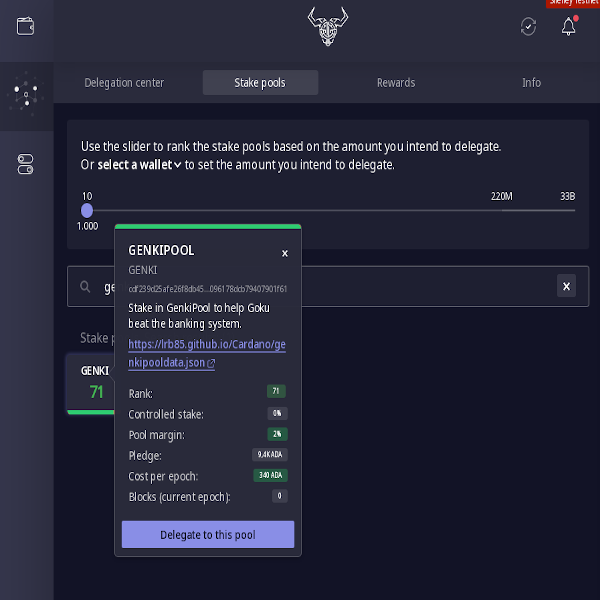 Shelley Testnet
Delegation center
Stake pools
Rewards
Info
Use the slider to rank the stake pools based on the amount you intend to delegate.
Or select a wallet to set the amount you intend to delegate.
10
220M
33B
1.000
GENKIPOOL
x
GENKI
ge
x
Stake in GenkiPool to help Goku
beat the banking system.
https://lrb85.github.io/Cardano/ge
nkipooldata.json
Stake p
GENKI
71
Rank: 71
Controlled stake: 0%
Pool margin: 2%
Pledge: 9,4K ADA
Cost per epoch: 340 ADA
Blocks (current epoch): 0
Delegate to this pool